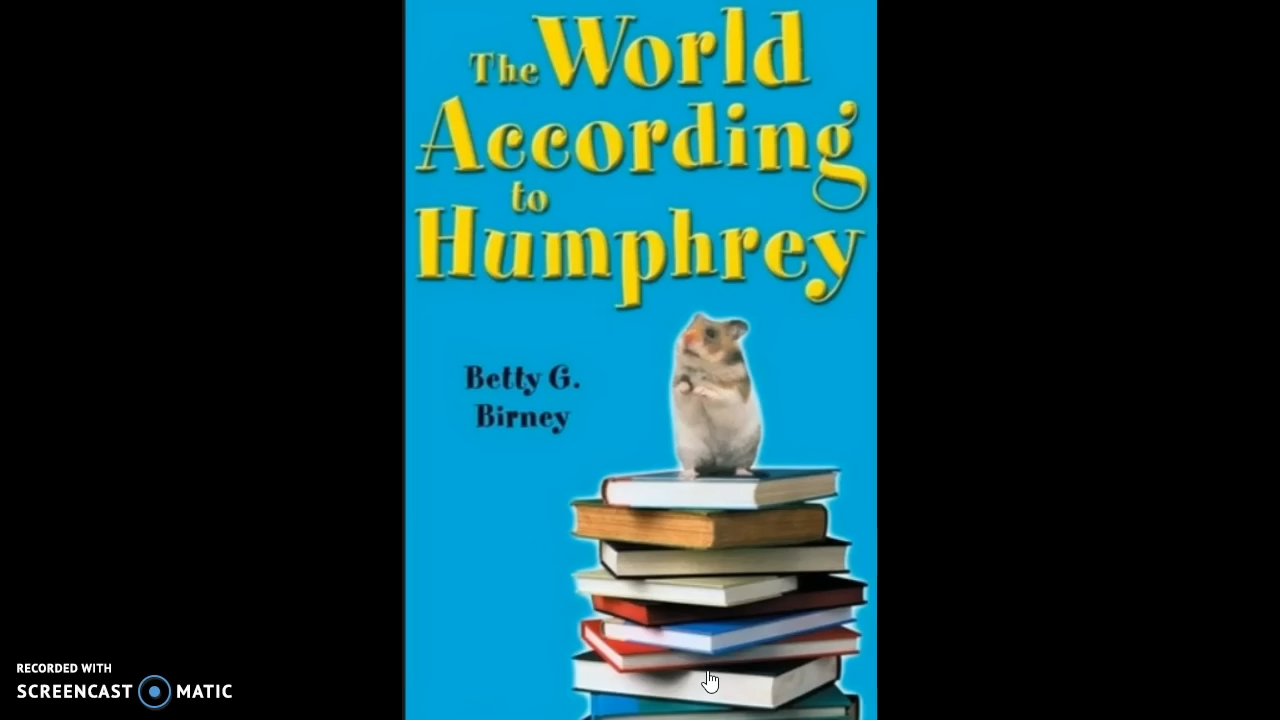 The World
According
to
Humphrey
Betty G.
Birney
RECORDED WITH
SCREENCAST MATIC